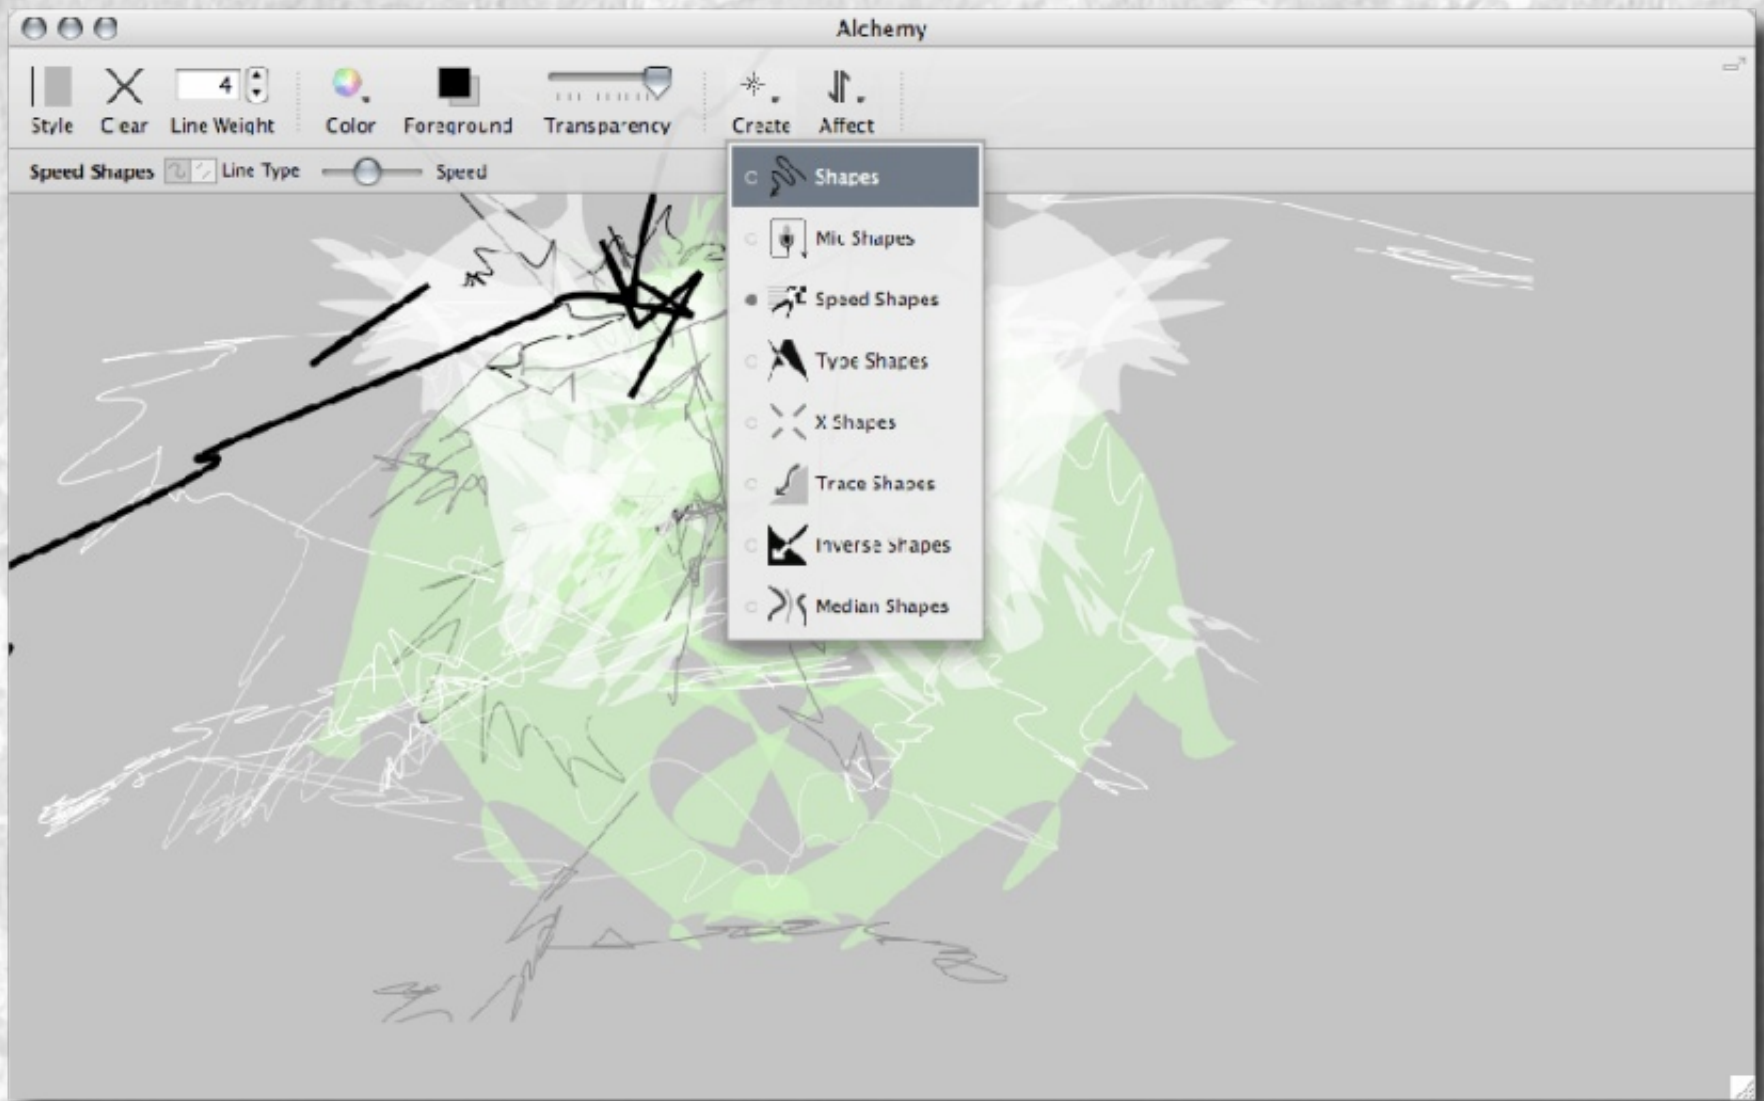 Alchemy
4
Style Clear Line Weight Color Foreground Transparency Create Affect
Speed Shapes Line Type Speed
Shapes
Mic Shapes
Speed Shapes
Type Shapes
X Shapes
Trace Shapes
Inverse Shapes
Median Shapes